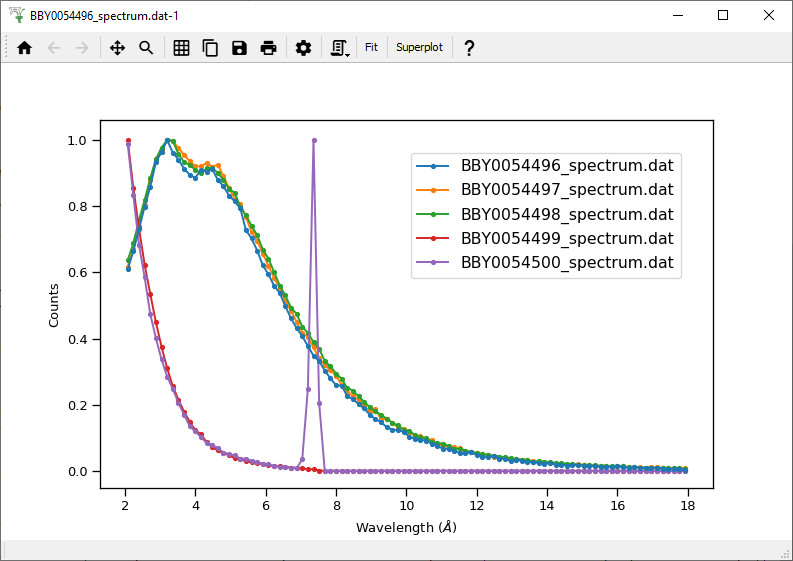 BBY0054496_spectrum.dat-1
Fit Superplot ?
BBY0054496_spectrum.dat
BBY0054497_spectrum.dat
BBY0054498_spectrum.dat
BBY0054499_spectrum.dat
BBY0054500_spectrum.dat
1.0
0.8
0.6
0.4
0.2
0.0
Counts
2 4 6 8 10 12 14 16 18
Wavelength (Å)